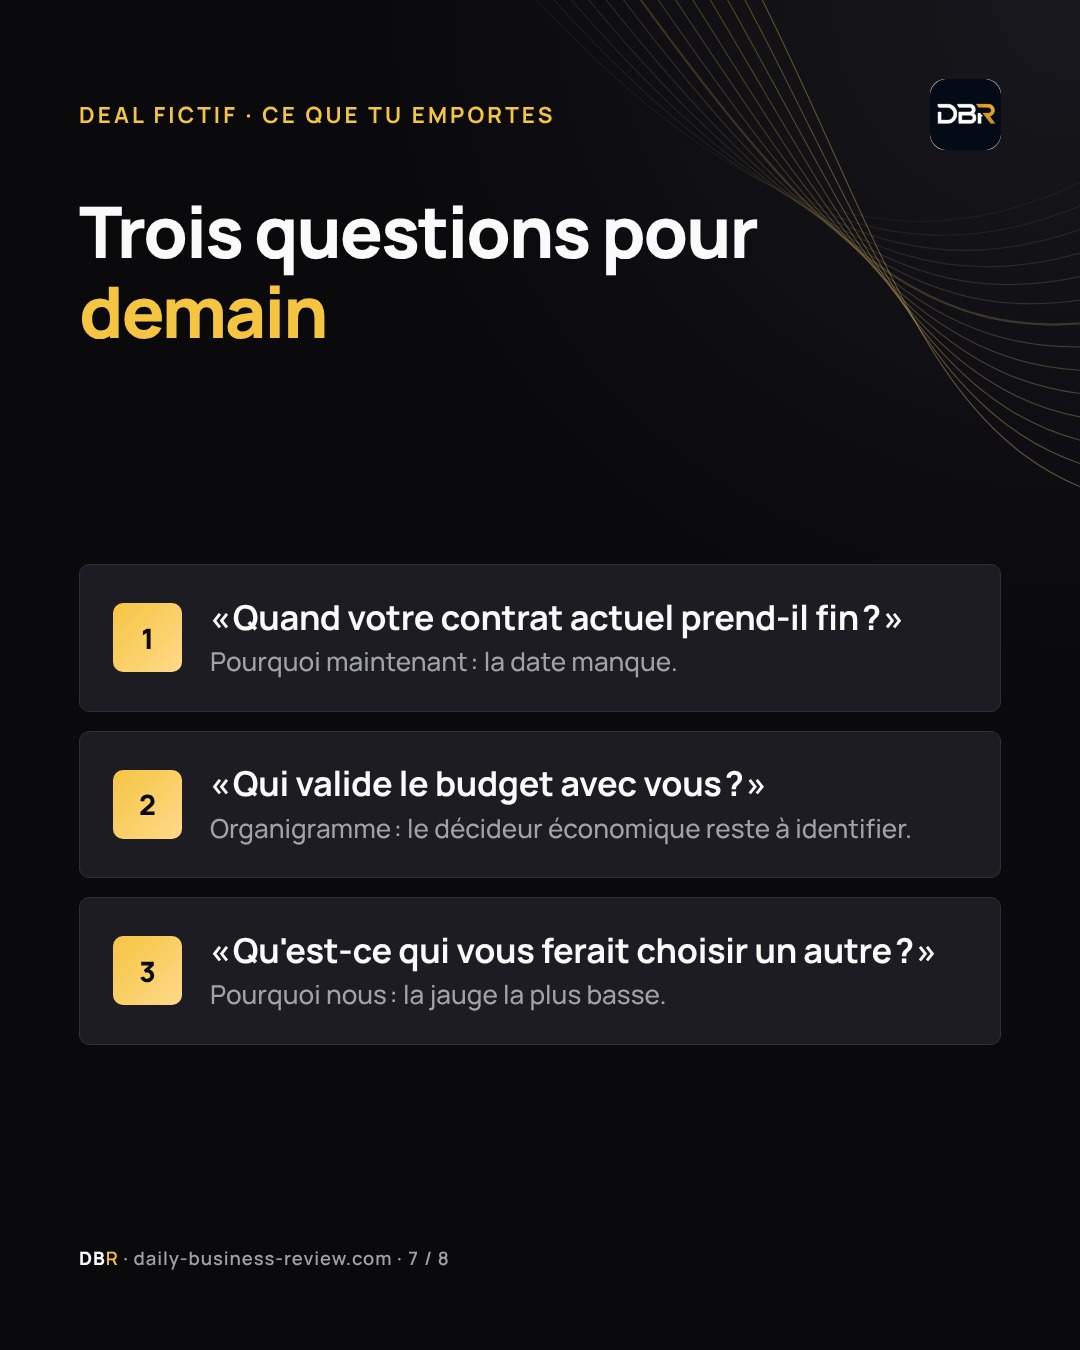 DEAL FICTIF · CE QUE TU EMPORTES
DBR
Trois questions pour
demain
1
«Quand votre contrat actuel prend-il fin ?»
Pourquoi maintenant : la date manque.
2
«Qui valide le budget avec vous ?»
Organigramme : le décideur économique reste à identifier.
3
«Qu'est-ce qui vous ferait choisir un autre ?»
Pourquoi nous : la jauge la plus basse.
DBR · daily-business-review.com · 7 / 8